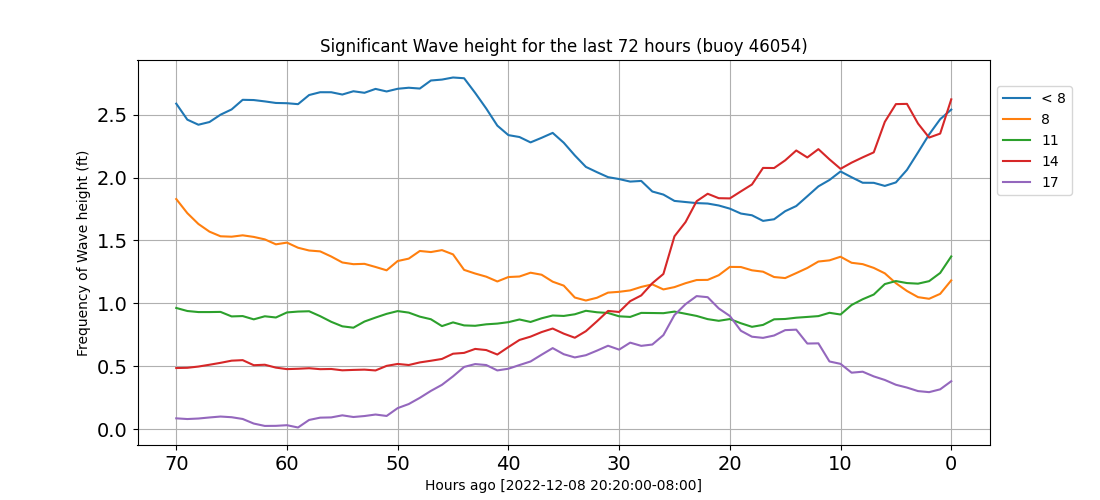 Significant Wave height for the last 72 hours (buoy 46054)
Frequency of Wave height (ft)
2.5
2.0
1.5
1.0
0.5
0.0
70 60 50 40 30 20 10 0
Hours ago [2022-12-08 20:20:00-08:00]
< 8
8
11
14
17